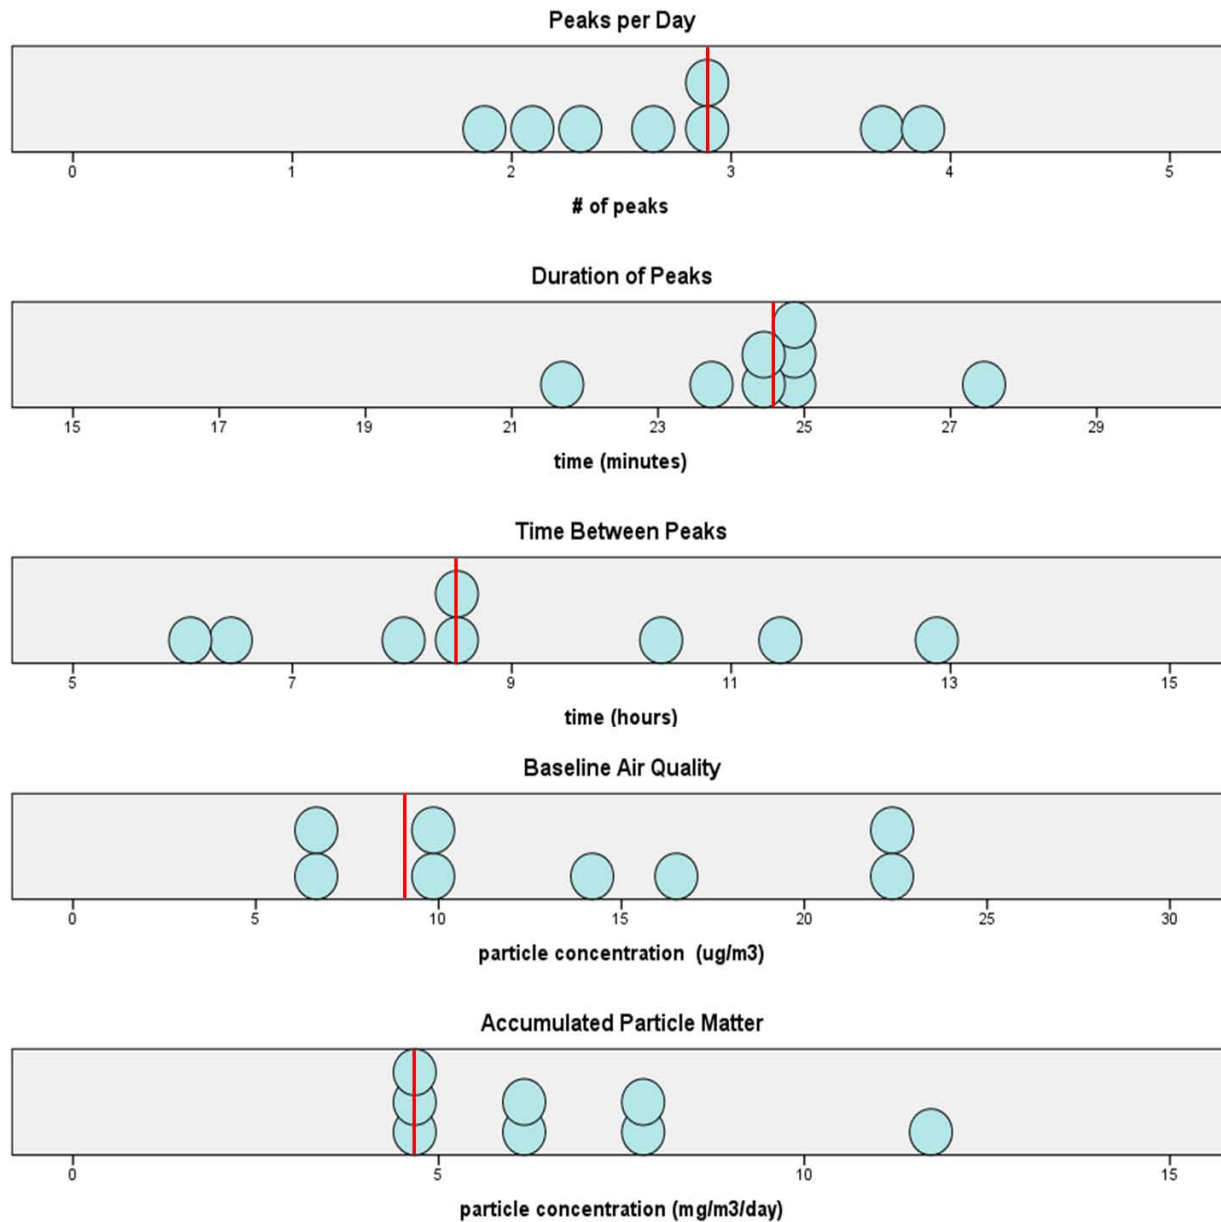 Peaks per Day
0 1 2 3 4 5
# of peaks
Duration of Peaks
15 17 19 21 23 25 27 29
time (minutes)
Time Between Peaks
5 7 9 11 13 15
time (hours)
Baseline Air Quality
0 5 10 15 20 25 30
particle concentration (ug/m3)
Accumulated Particle Matter
0 5 10 15
particle concentration (mg/m3/day)